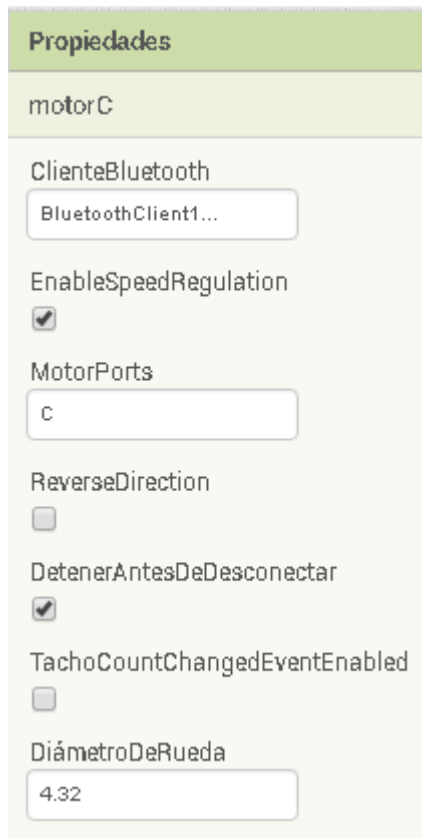 Propiedades
motorC
ClienteBluetooth
BluetoothClient1...
EnableSpeedRegulation
MotorPorts
C
ReverseDirection
DetenerAntesDeDesconectar
TachoCountChangedEventEnabled
DiámetroDeRueda
4.32